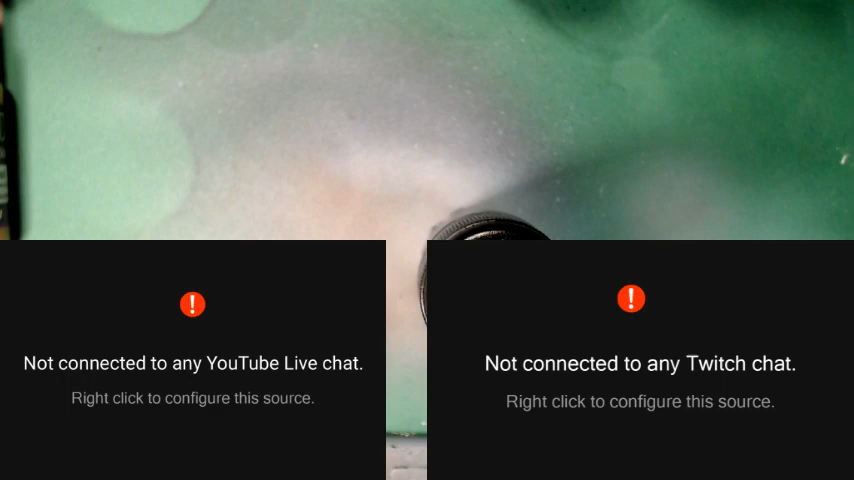 Not connected to any YouTube Live chat.
Right click to configure this source.
Not connected to any Twitch chat.
Right click to configure this source.